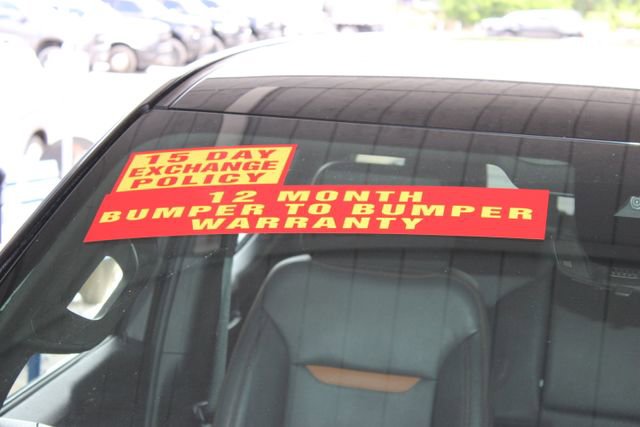 15 DAY
EXCHANGE
POLICY
12 MONTH
BUMPER TO BUMPER
WARRANTY